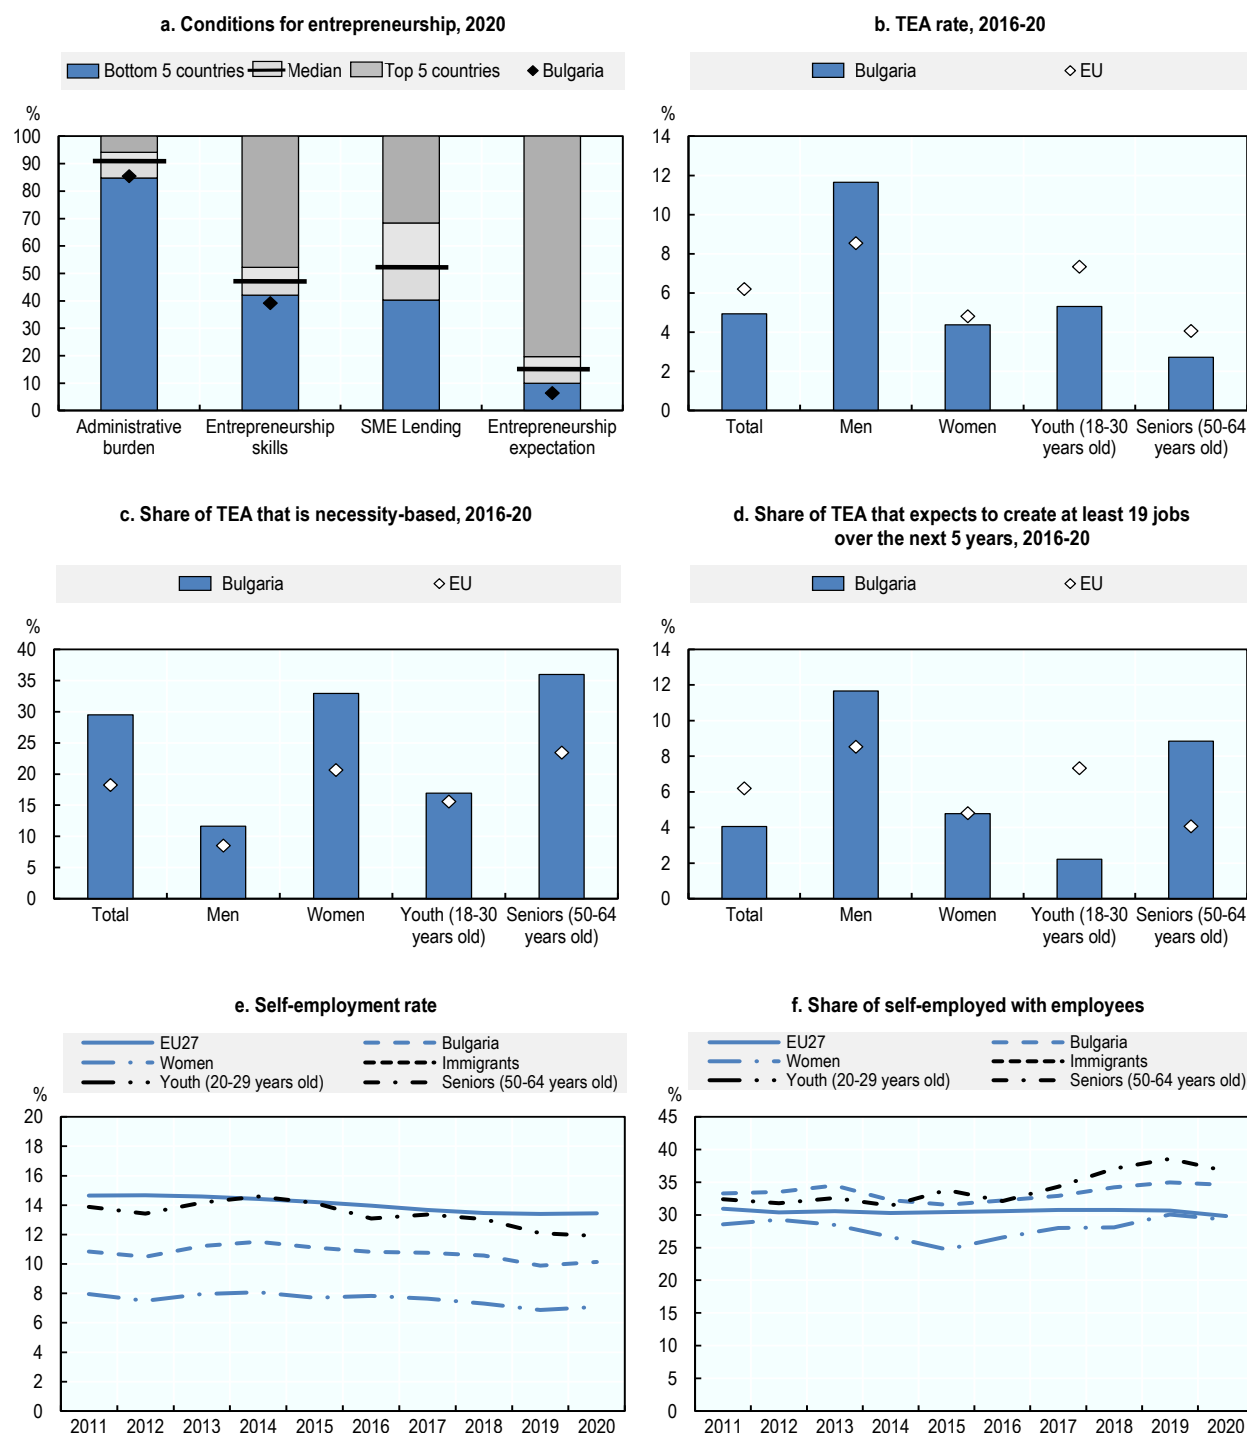 a. Conditions for entrepreneurship, 2020
Bottom 5 countries
Median
Top 5 countries
Bulgaria
%
100
90
80
70
60
50
40
30
20
10
0
Administrative burden
Entrepreneurship skills
SME Lending
Entrepreneurship expectation
b. TEA rate, 2016-20
Bulgaria
EU
%
14
12
10
8
6
4
2
0
Total
Men
Women
Youth (18-30 years old)
Seniors (50-64 years old)
c. Share of TEA that is necessity-based, 2016-20
Bulgaria
EU
%
40
35
30
25
20
15
10
5
0
Total
Men
Women
Youth (18-30 years old)
Seniors (50-64 years old)
d. Share of TEA that expects to create at least 19 jobs
over the next 5 years, 2016-20
Bulgaria
EU
%
14
12
10
8
6
4
2
0
Total
Men
Women
Youth (18-30 years old)
Seniors (50-64 years old)
e. Self-employment rate
EU27
Bulgaria
Women
Immigrants
Youth (20-29 years old)
Seniors (50-64 years old)
%
20
18
16
14
12
10
8
6
4
2
0
2011 2012 2013 2014 2015 2016 2017 2018 2019 2020
f. Share of self-employed with employees
EU27
Bulgaria
Women
Immigrants
Youth (20-29 years old)
Seniors (50-64 years old)
%
45
40
35
30
25
20
15
10
5
0
2011 2012 2013 2014 2015 2016 2017 2018 2019 2020